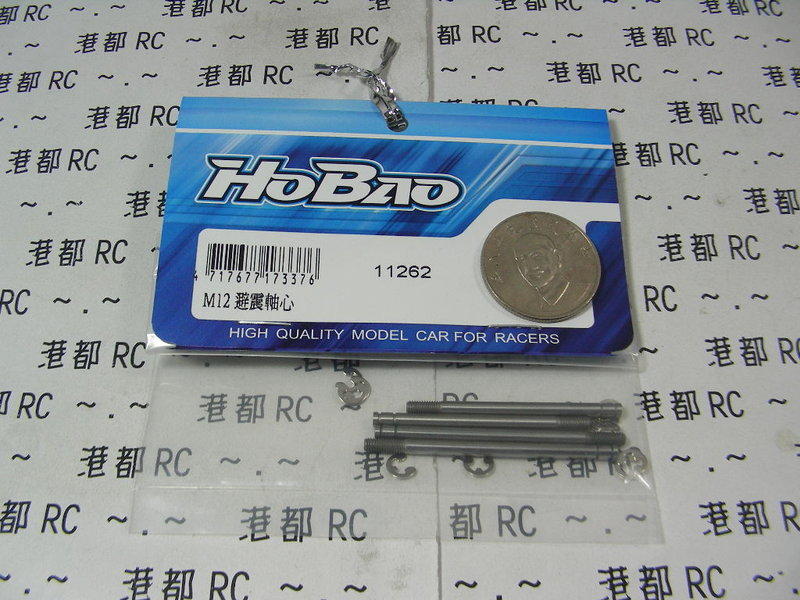 港都 RC ~ . ~
HOBAO
11262
4 717677 173376
M12 避震軸心
HIGH QUALITY MODEL CAR FOR RACERS